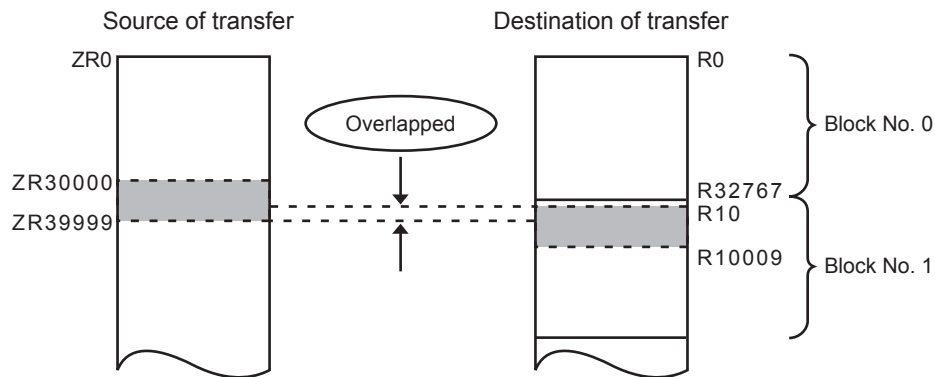 Source of transfer
Destination of transfer
ZR0
R0
Overlapped
Block No. 0
ZR30000
R32767
ZR39999
R10
R10009
Block No. 1